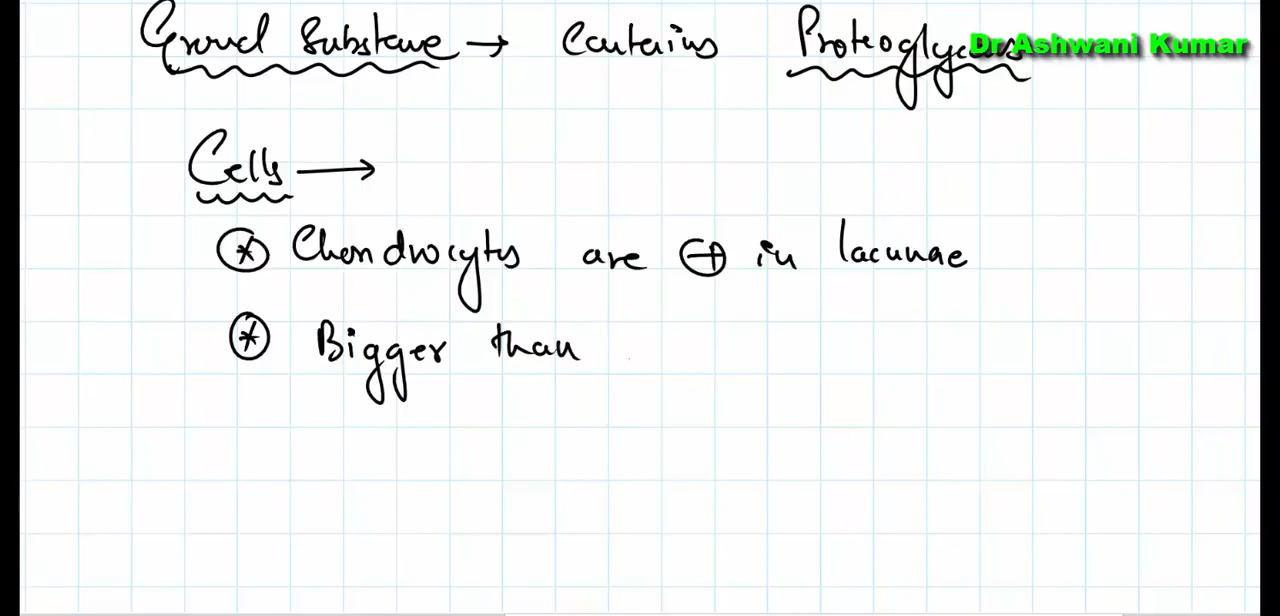 Ground Substance → Contains Proteoglycans
Dr Ashwani Kumar
Cells →
* Chondrocytes are + in lacunae
* Bigger than